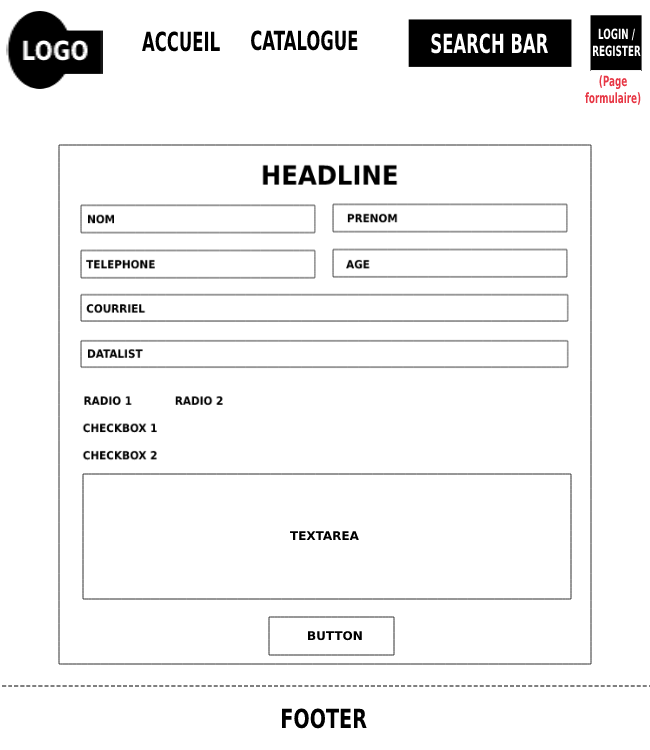 LOGO
ACCUEIL
CATALOGUE
SEARCH BAR
LOGIN /
REGISTER
(Page
formulaire)
HEADLINE
NOM
PRENOM
TELEPHONE
AGE
COURRIEL
DATALIST
RADIO 1
RADIO 2
CHECKBOX 1
CHECKBOX 2
TEXTAREA
BUTTON
FOOTER